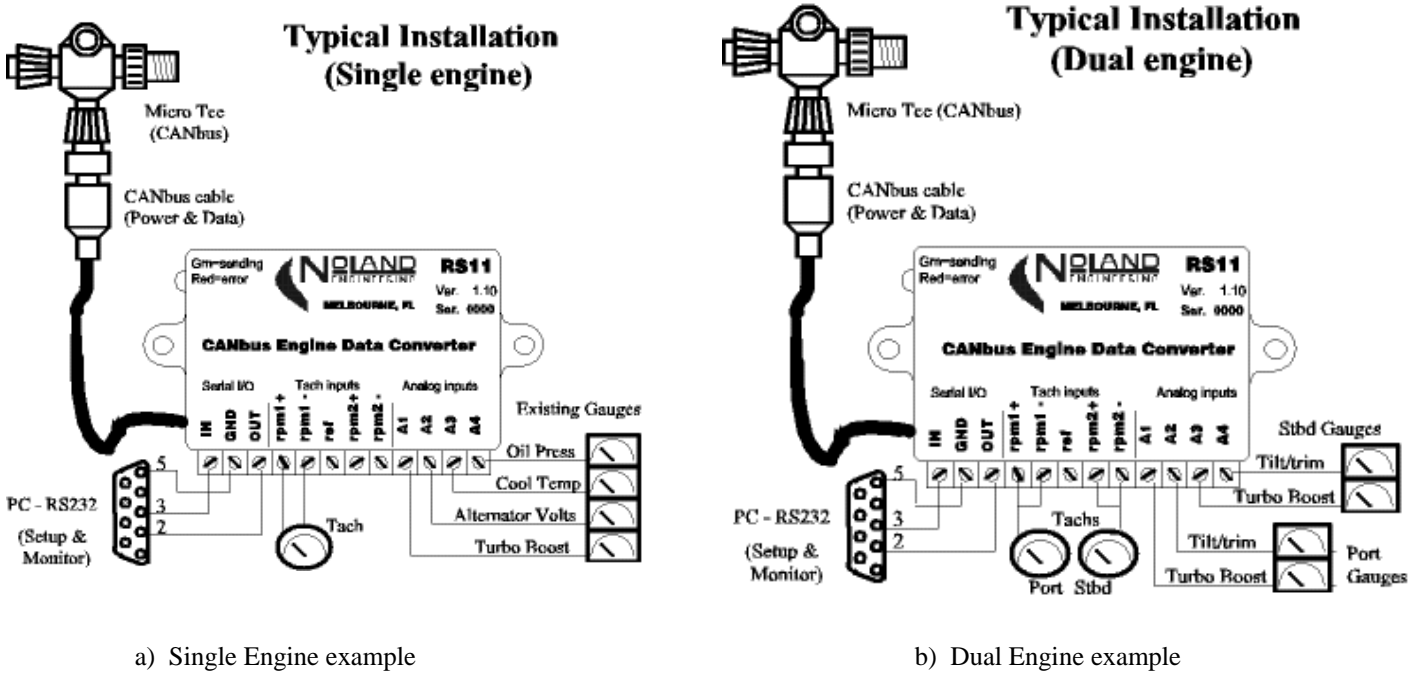 Typical Installation
(Single engine)
Micro Tee
(CANbus)
CANbus cable
(Power & Data)
Grn=sending
Red=error
NOLAND
ENGINEERING
MELBOURNE, FL
RS11
Ver. 1.10
Ser. 0000
CANbus Engine Data Converter
Serial I/O
Tach inputs
Analog inputs
IN
GND
OUT
rpm1+
rpm1-
ref
rpm2+
rpm2-
A1
A2
A3
A4
Existing Gauges
Oil Press
Cool Temp
Alternator Volts
Turbo Boost
Tach
5
3
2
PC - RS232
(Setup &
Monitor)
a) Single Engine example
Typical Installation
(Dual engine)
Micro Tee (CANbus)
CANbus cable
(Power & Data)
Grn=sending
Red=error
NOLAND
ENGINEERING
MELBOURNE, FL
RS11
Ver. 1.10
Ser. 0000
CANbus Engine Data Converter
Serial I/O
Tach inputs
Analog inputs
IN
GND
OUT
rpm1+
rpm1-
ref
rpm2+
rpm2-
A1
A2
A3
A4
Stbd Gauges
Tilt/trim
Turbo Boost
Tachs
Port Stbd
Tilt/trim
Turbo Boost
Port
Gauges
5
3
2
PC - RS232
(Setup &
Monitor)
b) Dual Engine example